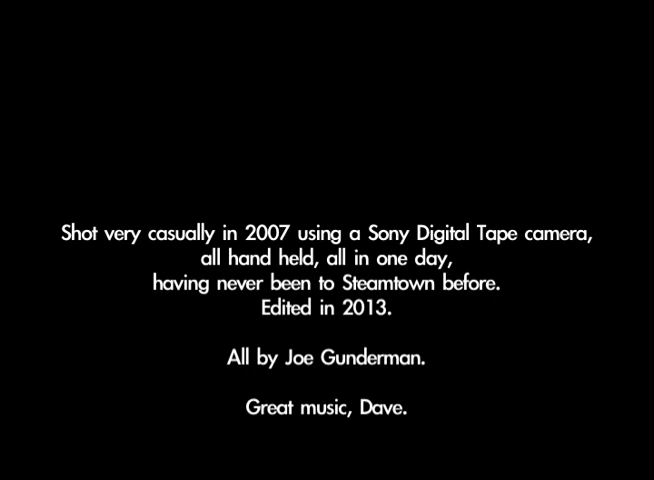 Shot very casually in 2007 using a Sony Digital Tape camera,
all hand held, all in one day,
having never been to Steamtown before.
Edited in 2013.
All by Joe Gunderman.
Great music, Dave.